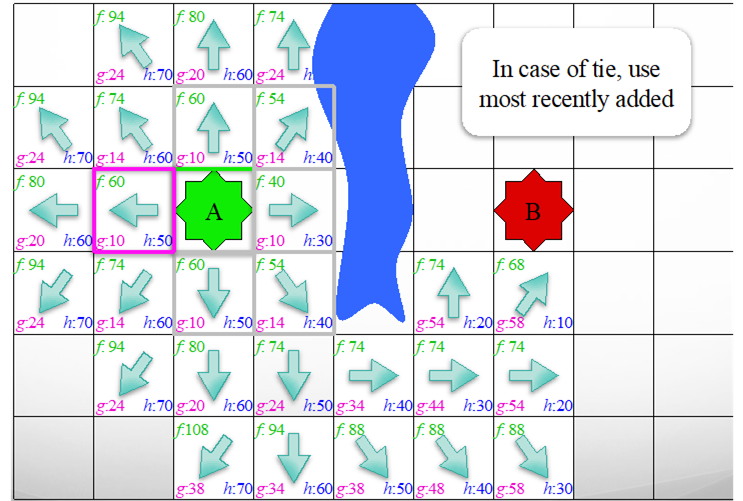 f: 94 f: 80 f: 74
g:24 h:70 g:20 h:60 g:24 h:
In case of tie, use
most recently added
f: 94 f: 74 f: 60 f: 54
g:24 h:70 g:14 h:60 g:10 h:50 g:14 h:40
f: 80 f: 60 f: 40
A B
g:20 h:60 g:10 h:50 g:10 h:30
f: 94 f: 74 f: 60 f: 54 f: 74 f: 68
g:24 h:70 g:14 h:60 g:10 h:50 g:14 h:40 g:54 h:20 g:58 h:10
f: 94 f: 80 f: 74 f: 74 f: 74 f: 74
g:24 h:70 g:20 h:60 g:24 h:50 g:34 h:40 g:44 h:30 g:54 h:20
f:108 f: 94 f: 88 f: 88 f: 88
g:38 h:70 g:34 h:60 g:38 h:50 g:48 h:40 g:58 h:30